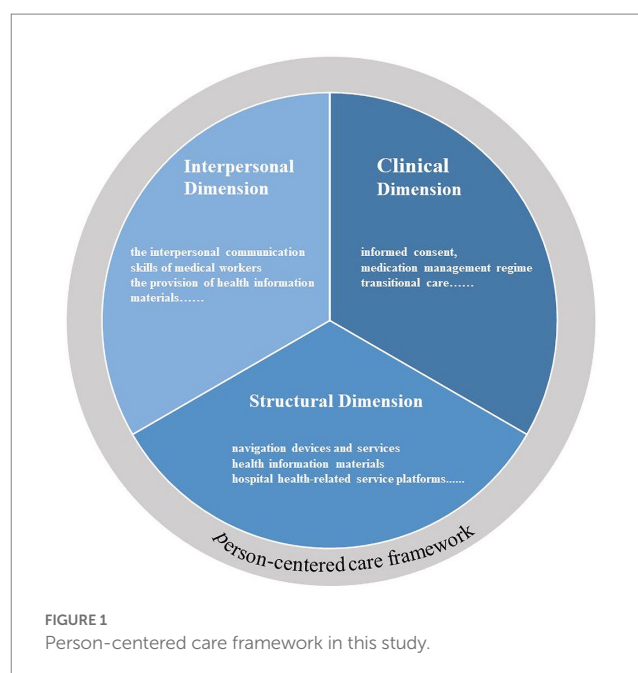 Interpersonal
Dimension
the interpersonal communication
skills of medical workers
the provision of health information
materials……
Clinical
Dimension
informed consent,
medication management regime
transitional care……
Structural Dimension
navigation devices and services
health information materials
hospital health-related service platforms......
person-centered care framework
FIGURE 1
Person-centered care framework in this study.